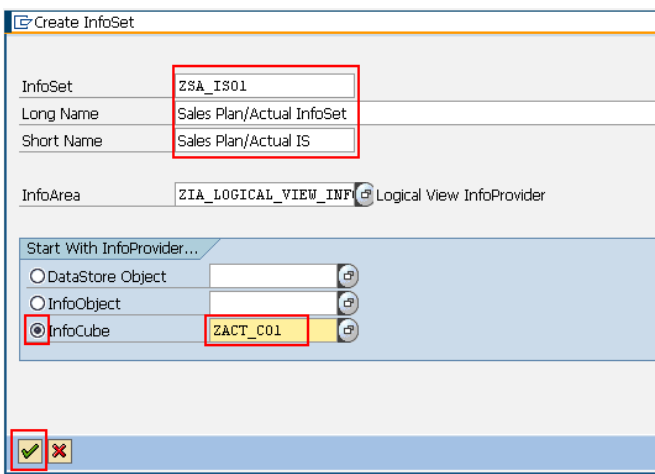 Create InfoSet
InfoSet ZSA_IS01
Long Name Sales Plan/Actual InfoSet
Short Name Sales Plan/Actual IS
InfoArea ZIA_LOGICAL_VIEW_INF Logical View InfoProvider
Start With InfoProvider...
DataStore Object
InfoObject
InfoCube ZACT_C01